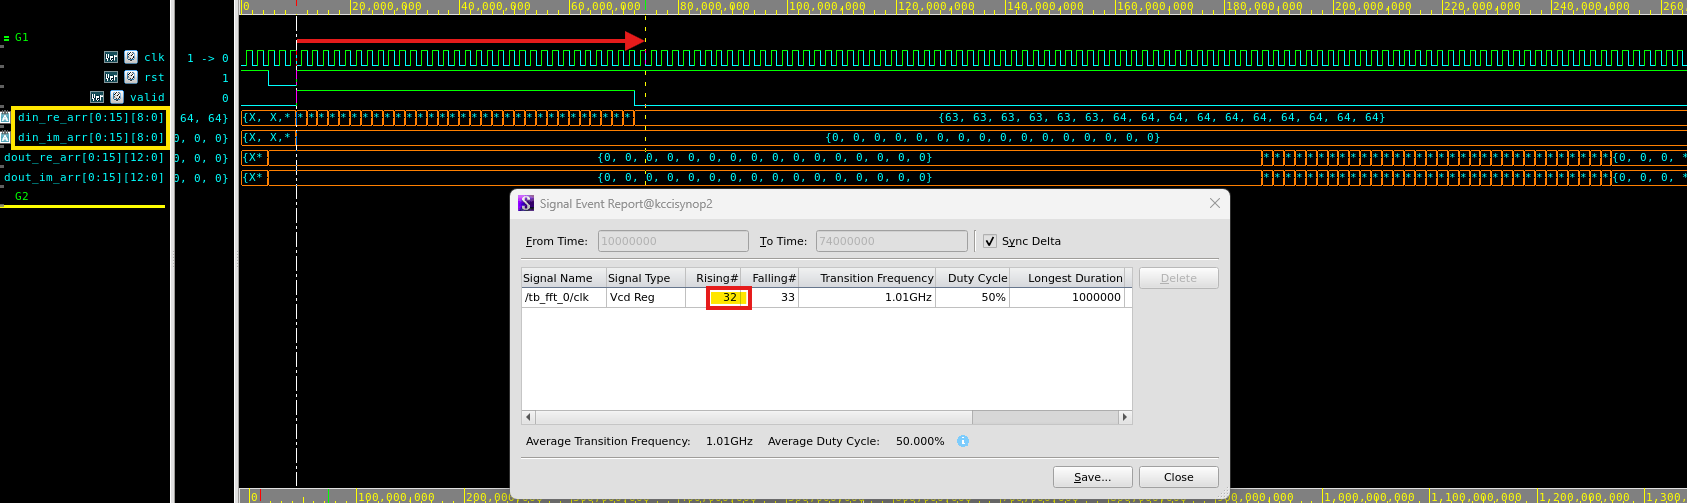 0 20,000,000 40,000,000 60,000,000 80,000,000 100,000,000 120,000,000 140,000,000 160,000,000 180,000,000 200,000,000 220,000,000 240,000,000 260
G1
Ver clk 1 -> 0
Ver rst 1
Ver valid 0
A din_re_arr[0:15][8:0] 64, 64} {X, X,* {63, 63, 63, 63, 63, 63, 64, 64, 64, 64, 64, 64, 64, 64, 64, 64}
A din_im_arr[0:15][8:0] 0, 0, 0} {X, X,* {0, 0, 0, 0, 0, 0, 0, 0, 0, 0, 0, 0, 0, 0, 0, 0}
dout_re_arr[0:15][12:0] 0, 0, 0} {X* {0, 0, 0, 0, 0, 0, 0, 0, 0, 0, 0, 0, 0, 0, 0, 0} {0, 0, 0, *
dout_im_arr[0:15][12:0] 0, 0, 0} {X* {0, 0, 0, 0, 0, 0, 0, 0, 0, 0, 0, 0, 0, 0, 0, 0} {0, 0, 0, *
G2
Signal Event Report@kccisynop2
From Time: 10000000 To Time: 74000000 Sync Delta
Signal Name Signal Type Rising# Falling# Transition Frequency Duty Cycle Longest Duration Delete
/tb_fft_0/clk Vcd Reg 32 33 1.01GHz 50% 1000000
Average Transition Frequency: 1.01GHz Average Duty Cycle: 50.000%
Save... Close
0 100,000,000 200,000,000 1,000,000,000 1,100,000,000 1,200,000,000 1,300,